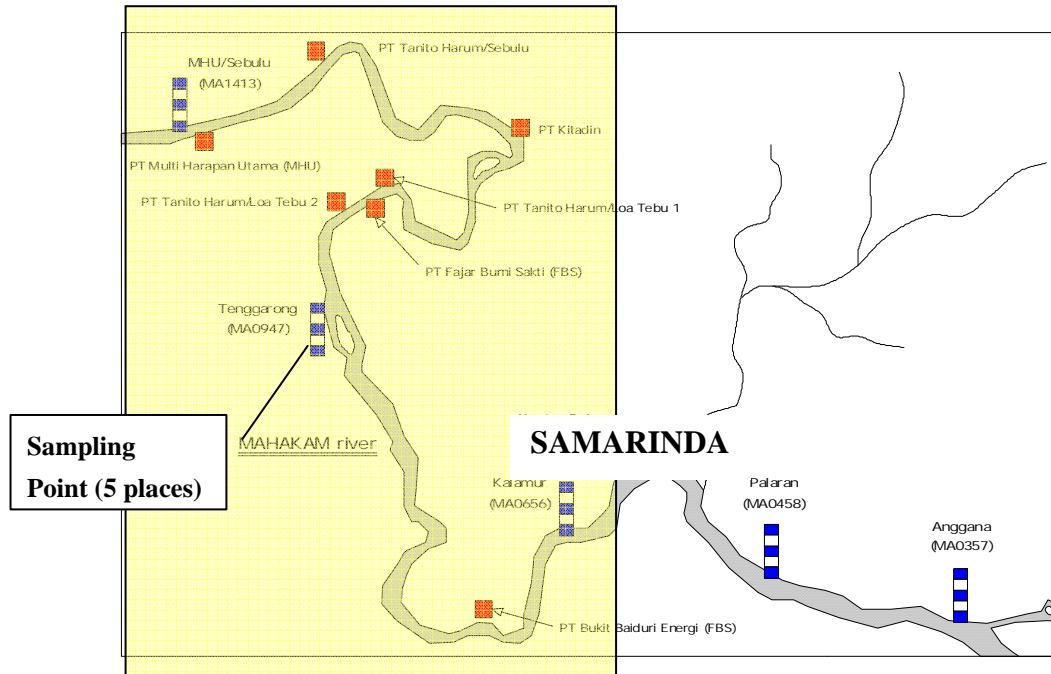 PT Tanito Harum/Sebulu
MHU/Sebulu
(MA1413)
PT Kitadin
PT Multi Harapan Utama (MHU)
PT Tanito Harum/Loa Tebu 2
PT Tanito Harum/Loa Tebu 1
PT Fajar Bumi Sakti (FBS)
Tenggarong
(MA0947)
Sampling
Point (5 places)
MAHAKAM river
SAMARINDA
Kalamur
(MA0656)
Palaran
(MA0458)
Anggana
(MA0357)
PT Bukit Baiduri Energi (FBS)